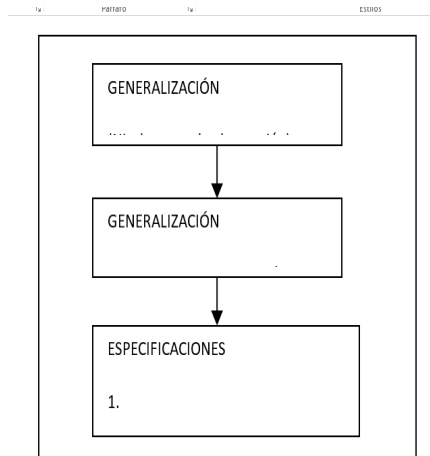 Párrafo Estilos
GENERALIZACIÓN
GENERALIZACIÓN
ESPECIFICACIONES
1.